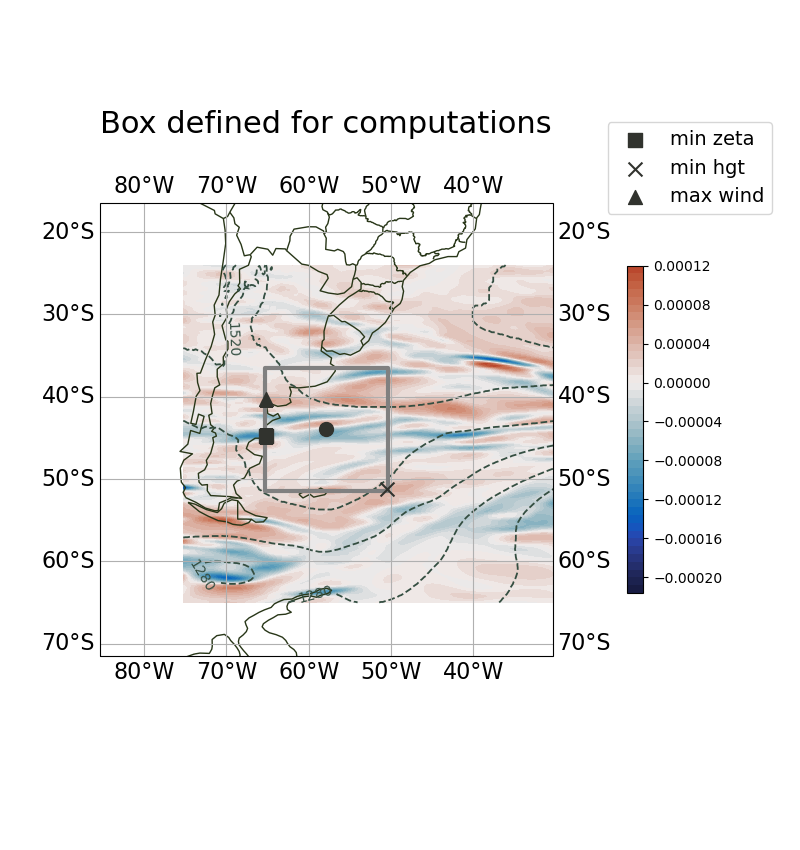 Box defined for computations
min zeta
min hgt
max wind
80°W 70°W 60°W 50°W 40°W
20°S 20°S
30°S 30°S
40°S 40°S
50°S 50°S
60°S 60°S
70°S 70°S
80°W 70°W 60°W 50°W 40°W
1520
1280
1280
0.00012
0.00008
0.00004
0.00000
−0.00004
−0.00008
−0.00012
−0.00016
−0.00020